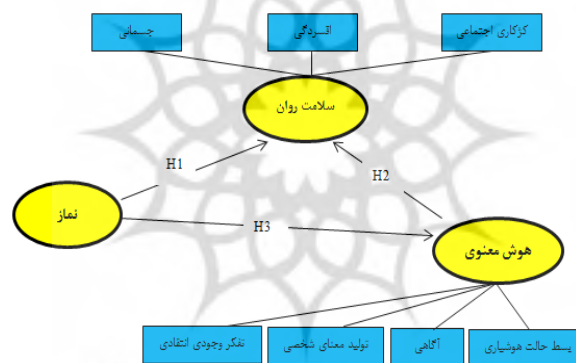 کژکاری اجتماعی
افسردگی
جسمانی
سلامت روان
H1
H2
نماز
H3
هوش معنوی
بسط حالت هوشیاری
آگاهی
تولید معنای شخصی
تفکر وجودی انتقادی